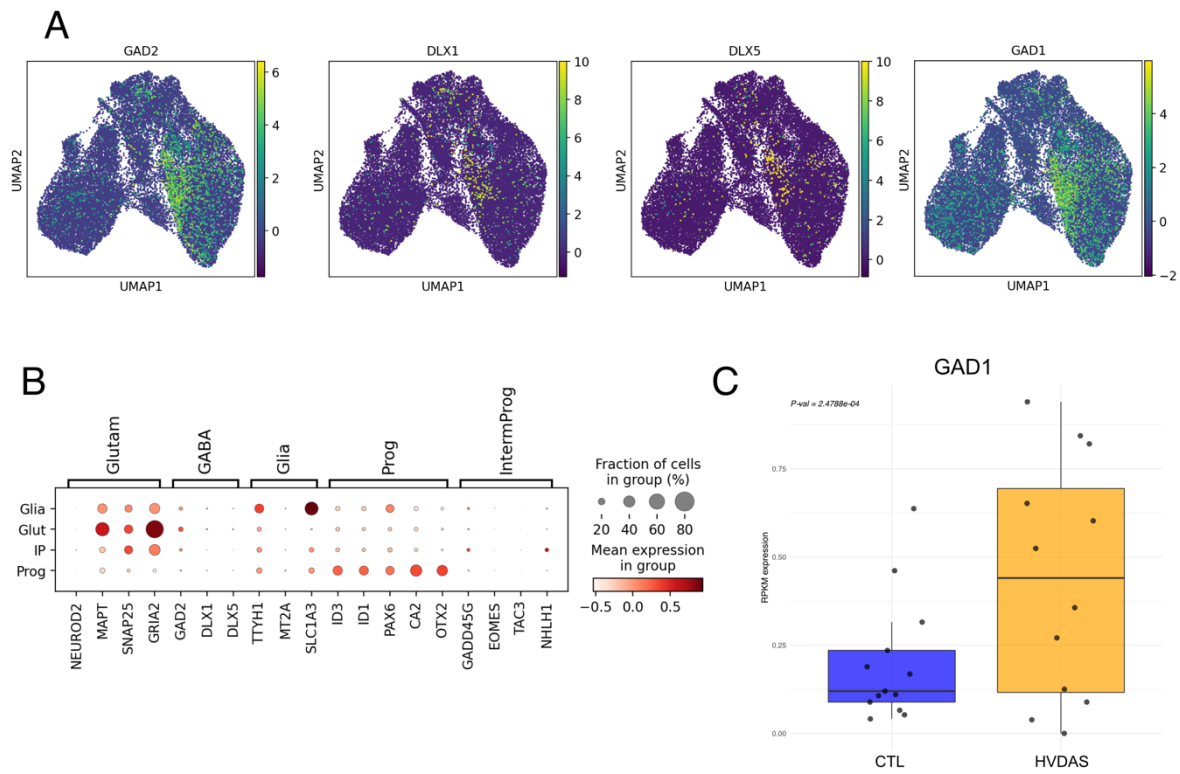 A
GAD2
DLX1
DLX5
GAD1
UMAP2
UMAP1
6
4
2
0
UMAP2
UMAP1
10
8
6
4
2
0
UMAP2
UMAP1
10
8
6
4
2
0
UMAP2
UMAP1
4
2
0
−2
B
Glutam
GABA
Glia
Prog
IntermProg
Glia
Glut
IP
Prog
NEUROD2
MAPT
SNAP25
GRIA2
GAD2
DLX1
DLX5
TTYH1
MT2A
SLC1A3
ID3
ID1
PAX6
CA2
OTX2
GADD45G
EOMES
TAC3
NHLH1
Fraction of cells
in group (%)
20 40 60 80
Mean expression
in group
−0.5 0.0 0.5
C
GAD1
P-val = 2.4788e-04
RPKM expression
0.75
0.50
0.25
0.00
CTL
HVDAS